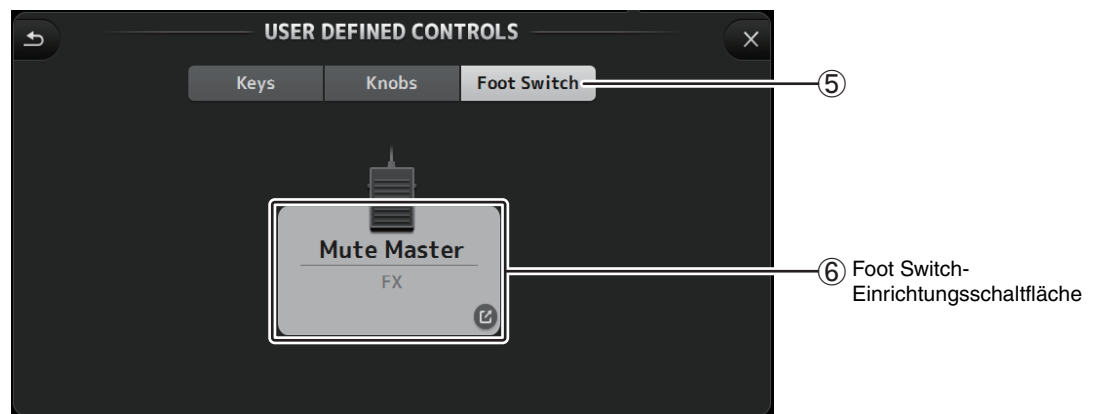 USER DEFINED CONTROLS
Keys
Knobs
Foot Switch
⑤
Mute Master
FX
⑥ Foot Switch-
Einrichtungsschaltfläche